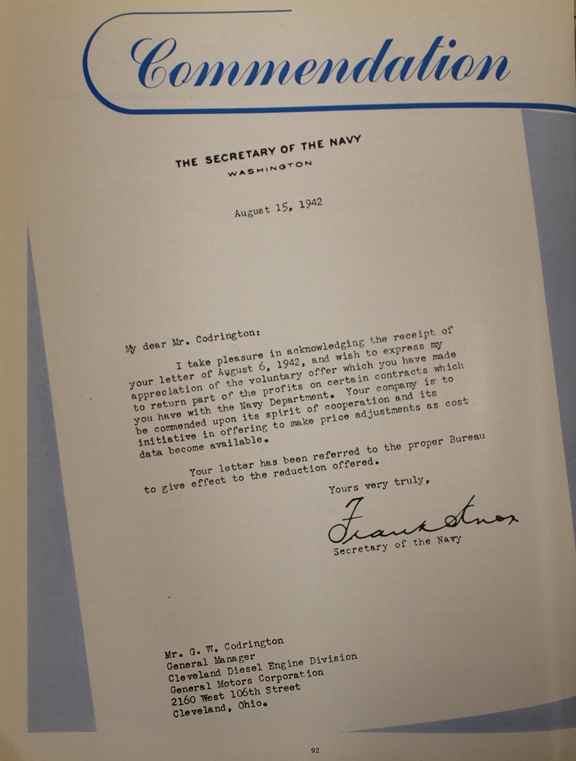 Commendation
THE SECRETARY OF THE NAVY
WASHINGTON
August 15, 1942
My dear Mr. Codrington:
I take pleasure in acknowledging the receipt of
your letter of August 6, 1942, and wish to express my
appreciation of the voluntary offer which you have made
to return part of the profits on certain contracts which
you have with the Navy Department. Your company is to
be commended upon its spirit of cooperation and its
initiative in offering to make price adjustments as cost
data become available.
Your letter has been referred to the proper Bureau
to give effect to the reduction offered.
Yours very truly,
Frank Knox
Secretary of the Navy
Mr. G. W. Codrington
General Manager
Cleveland Diesel Engine Division
General Motors Corporation
2160 West 106th Street
Cleveland, Ohio.
92